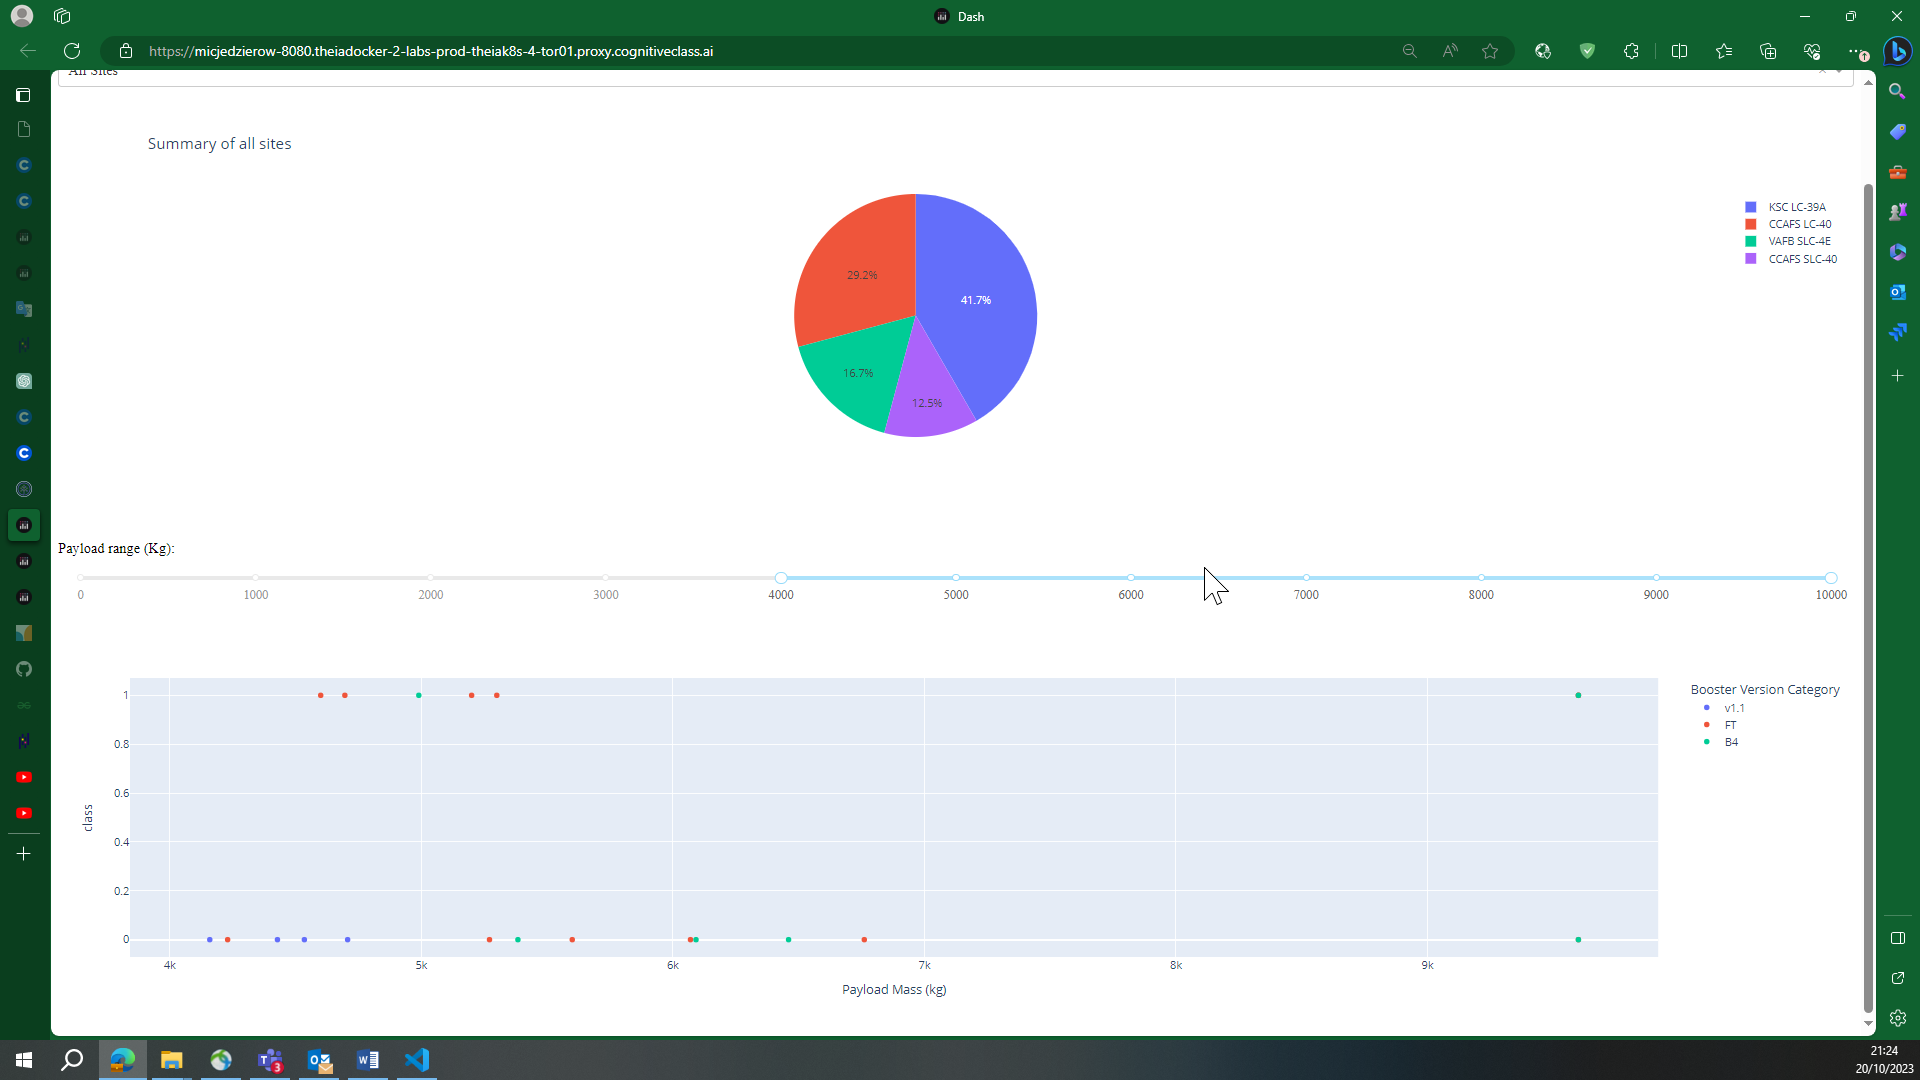 Dash
https://micjedzierow-8080.theiadocker-2-labs-prod-theiak8s-4-tor01.proxy.cognitiveclass.ai
All Sites
Summary of all sites
KSC LC-39A
CCAFS LC-40
VAFB SLC-4E
CCAFS SLC-40
29.2%
41.7%
16.7%
12.5%
Payload range (Kg):
0 1000 2000 3000 4000 5000 6000 7000 8000 9000 10000
Booster Version Category
v1.1
FT
B4
1
0.8
0.6
0.4
0.2
0
class
4k 5k 6k 7k 8k 9k
Payload Mass (kg)
3
21:24
20/10/2023